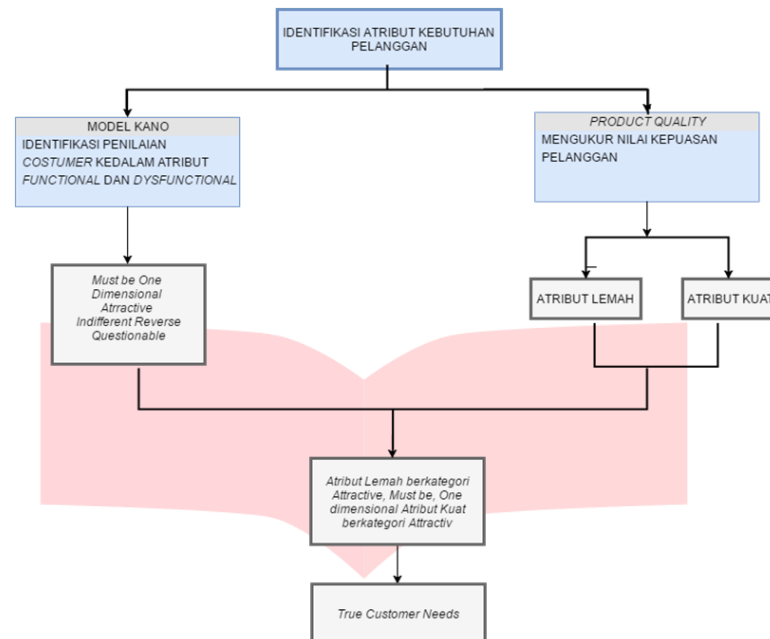 IDENTIFIKASI ATRIBUT KEBUTUHAN
PELANGGAN
MODEL KANO
IDENTIFIKASI PENILAIAN
COSTUMER KEDALAM ATRIBUT
FUNCTIONAL DAN DYSFUNCTIONAL
PRODUCT QUALITY
MENGUKUR NILAI KEPUASAN
PELANGGAN
Must be One
Dimensional
Atrractive
Indifferent Reverse
Questionable
ATRIBUT LEMAH
ATRIBUT KUAT
Atribut Lemah berkategori
Attractive, Must be, One
dimensional Atribut Kuat
berkategori Attractiv
True Customer Needs